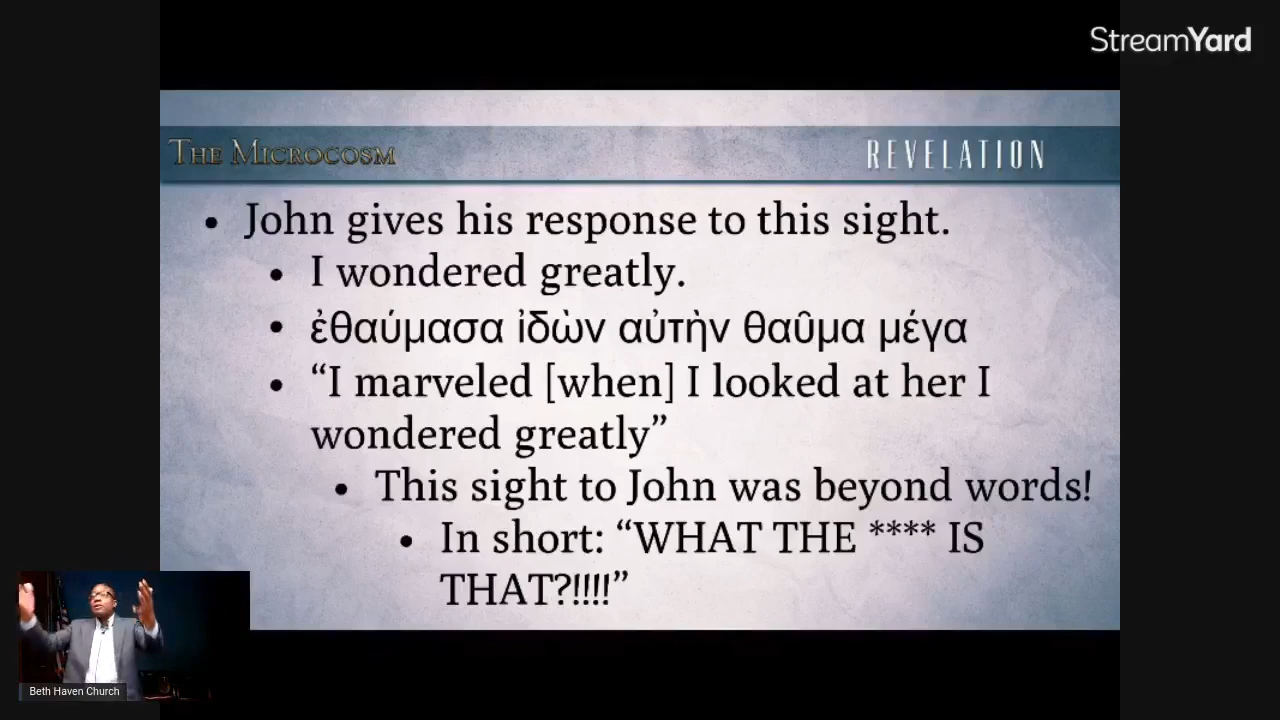 StreamYard
THE MICROCOSM
REVELATION
• John gives his response to this sight.
• I wondered greatly.
• ἐθαύμασα ἰδὼν αὐτὴν θαῦμα μέγα
• “I marveled [when] I looked at her I
wondered greatly”
• This sight to John was beyond words!
• In short: “WHAT THE **** IS
THAT?!!!!”
Beth Haven Church